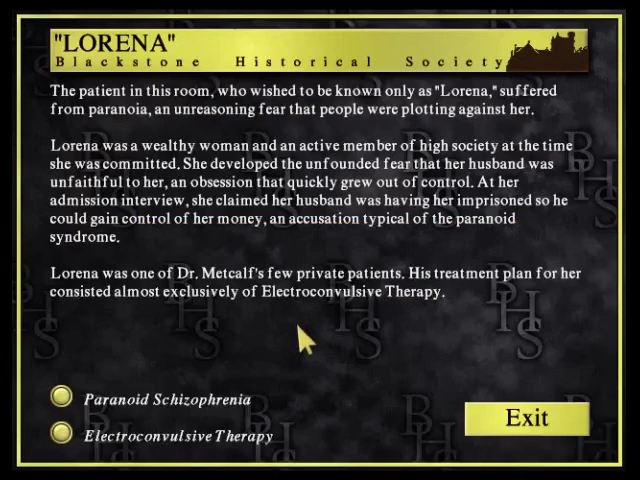 "LORENA"
Blackstone Historical Society
The patient in this room, who wished to be known only as "Lorena," suffered
from paranoia, an unreasoning fear that people were plotting against her.
Lorena was a wealthy woman and an active member of high society at the time
she was committed. She developed the unfounded fear that her husband was
unfaithful to her, an obsession that quickly grew out of control. At her
admission interview, she claimed her husband was having her imprisoned so he
could gain control of her money, an accusation typical of the paranoid
syndrome.
Lorena was one of Dr. Metcalf's few private patients. His treatment plan for her
consisted almost exclusively of Electroconvulsive Therapy.
Paranoid Schizophrenia
Electroconvulsive Therapy
Exit